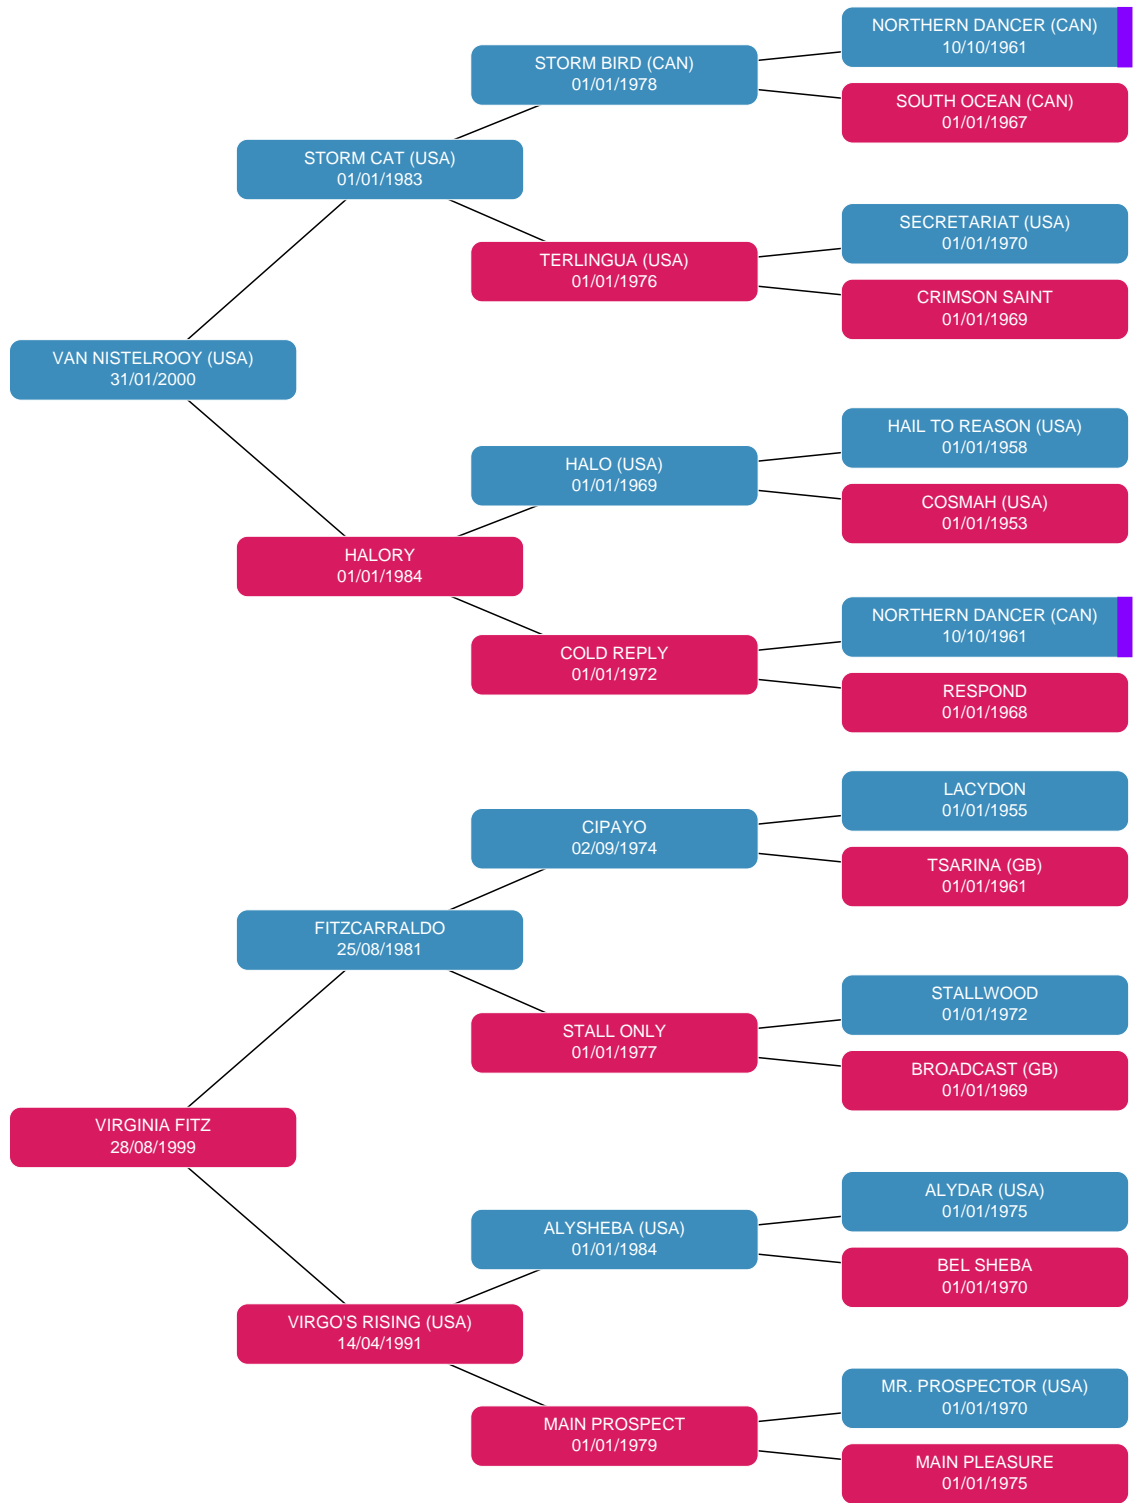 NORTHERN DANCER (CAN)
10/10/1961
STORM BIRD (CAN)
01/01/1978
SOUTH OCEAN (CAN)
01/01/1967
STORM CAT (USA)
01/01/1983
SECRETARIAT (USA)
01/01/1970
TERLINGUA (USA)
01/01/1976
CRIMSON SAINT
01/01/1969
VAN NISTELROOY (USA)
31/01/2000
HAIL TO REASON (USA)
01/01/1958
HALO (USA)
01/01/1969
COSMAH (USA)
01/01/1953
HALORY
01/01/1984
NORTHERN DANCER (CAN)
10/10/1961
COLD REPLY
01/01/1972
RESPOND
01/01/1968
LACYDON
01/01/1955
CIPAYO
02/09/1974
TSARINA (GB)
01/01/1961
FITZCARRALDO
25/08/1981
STALLWOOD
01/01/1972
STALL ONLY
01/01/1977
BROADCAST (GB)
01/01/1969
VIRGINIA FITZ
28/08/1999
ALYDAR (USA)
01/01/1975
ALYSHEBA (USA)
01/01/1984
BEL SHEBA
01/01/1970
VIRGO'S RISING (USA)
14/04/1991
MR. PROSPECTOR (USA)
01/01/1970
MAIN PROSPECT
01/01/1979
MAIN PLEASURE
01/01/1975